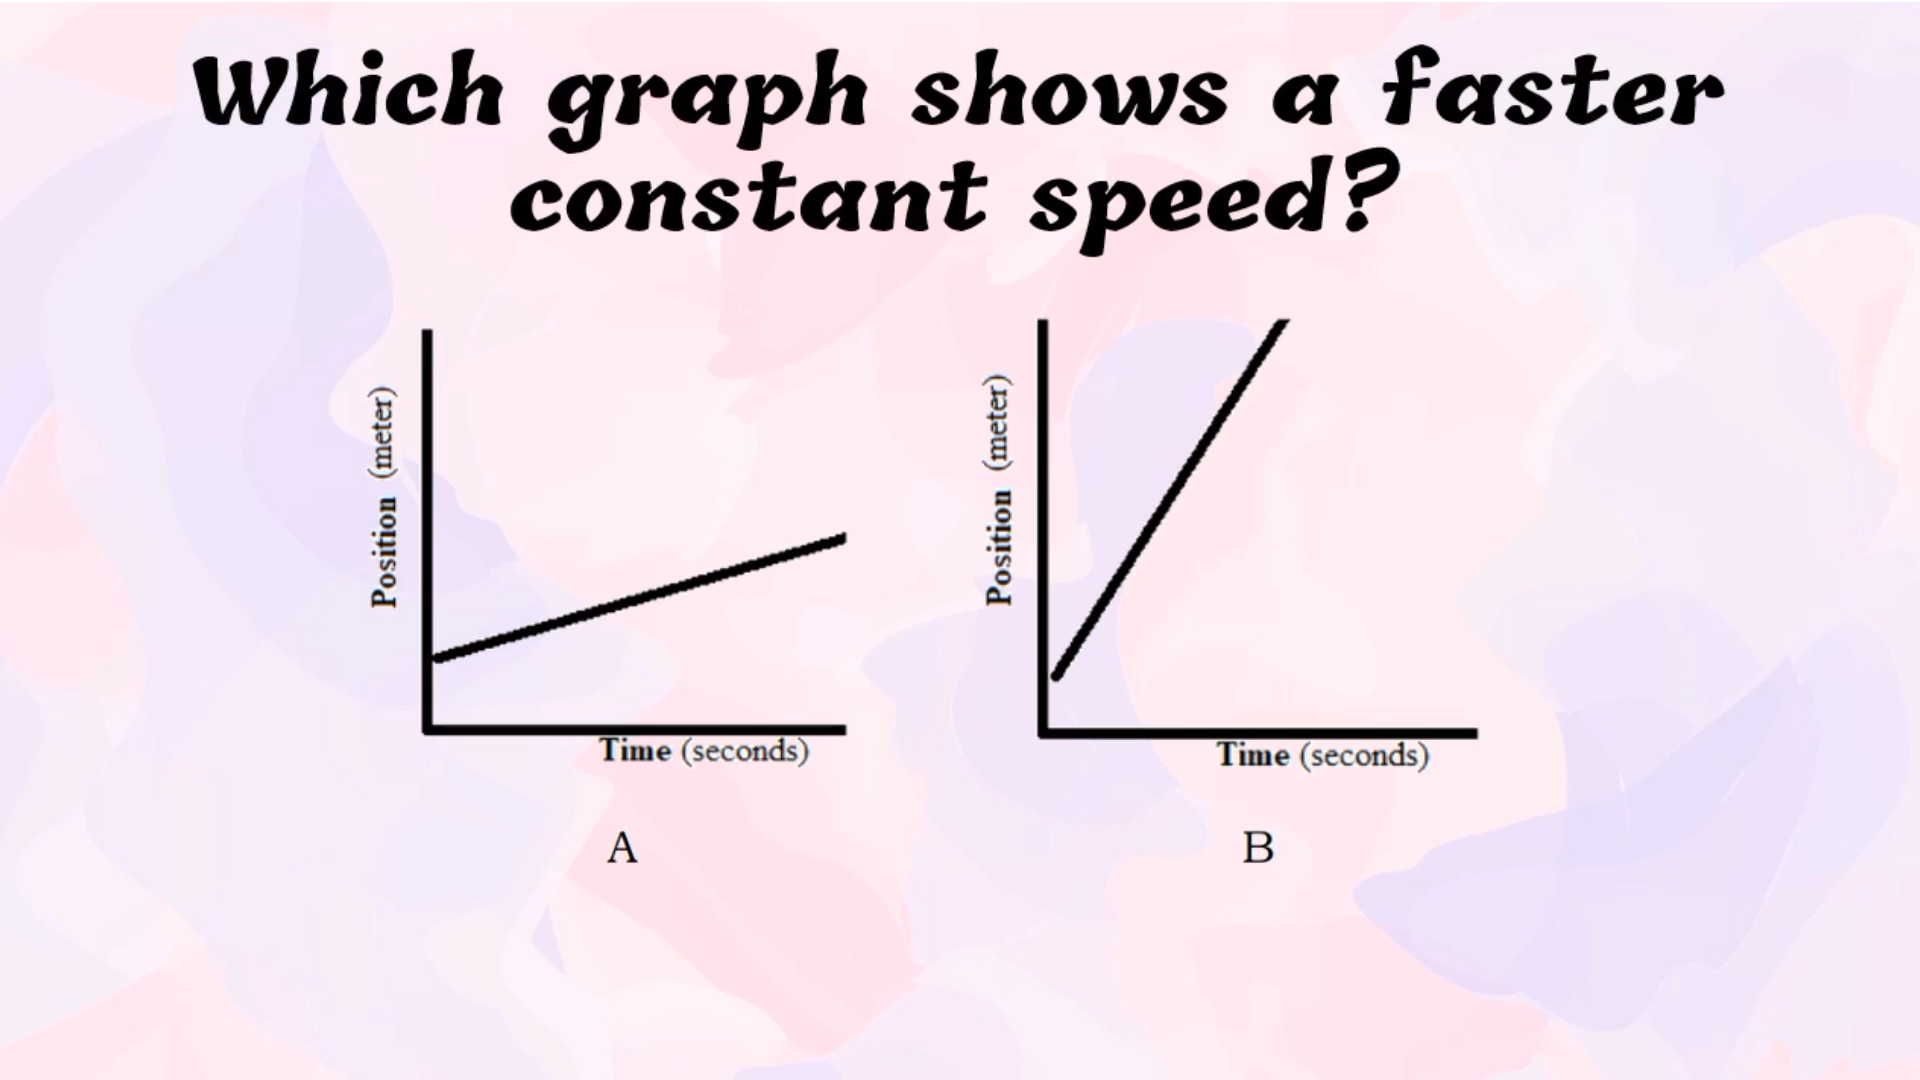 Which graph shows a faster
constant speed?
Position (meter)
Time (seconds)
A
Position (meter)
Time (seconds)
B